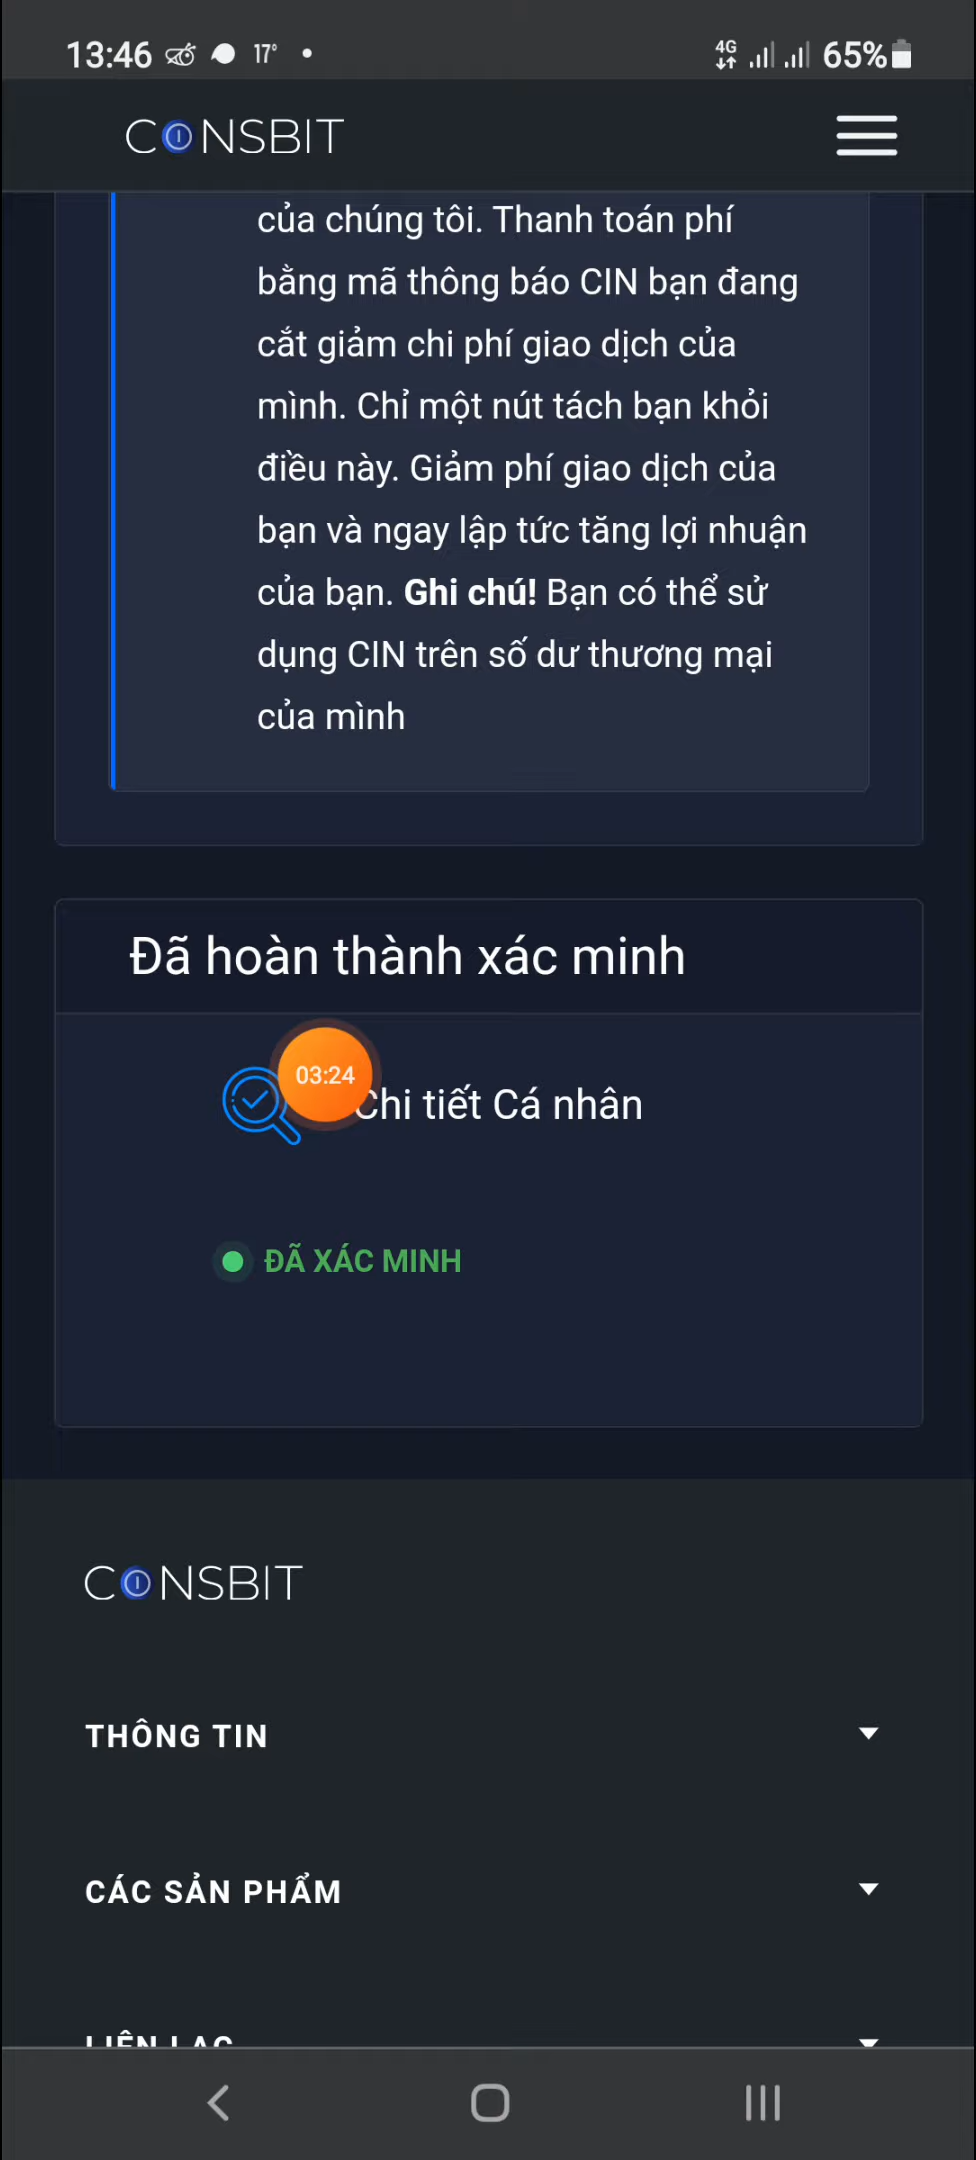 13:46 17° 4G 65%
CONSBIT
của chúng tôi. Thanh toán phí
bằng mã thông báo CIN bạn đang
cắt giảm chi phí giao dịch của
mình. Chỉ một nút tách bạn khỏi
điều này. Giảm phí giao dịch của
bạn và ngay lập tức tăng lợi nhuận
của bạn. Ghi chú! Bạn có thể sử
dụng CIN trên số dư thương mại
của mình
Đã hoàn thành xác minh
03:24
Chi tiết Cá nhân
ĐÃ XÁC MINH
CONSBIT
THÔNG TIN
CÁC SẢN PHẨM
LIÊN LẠC